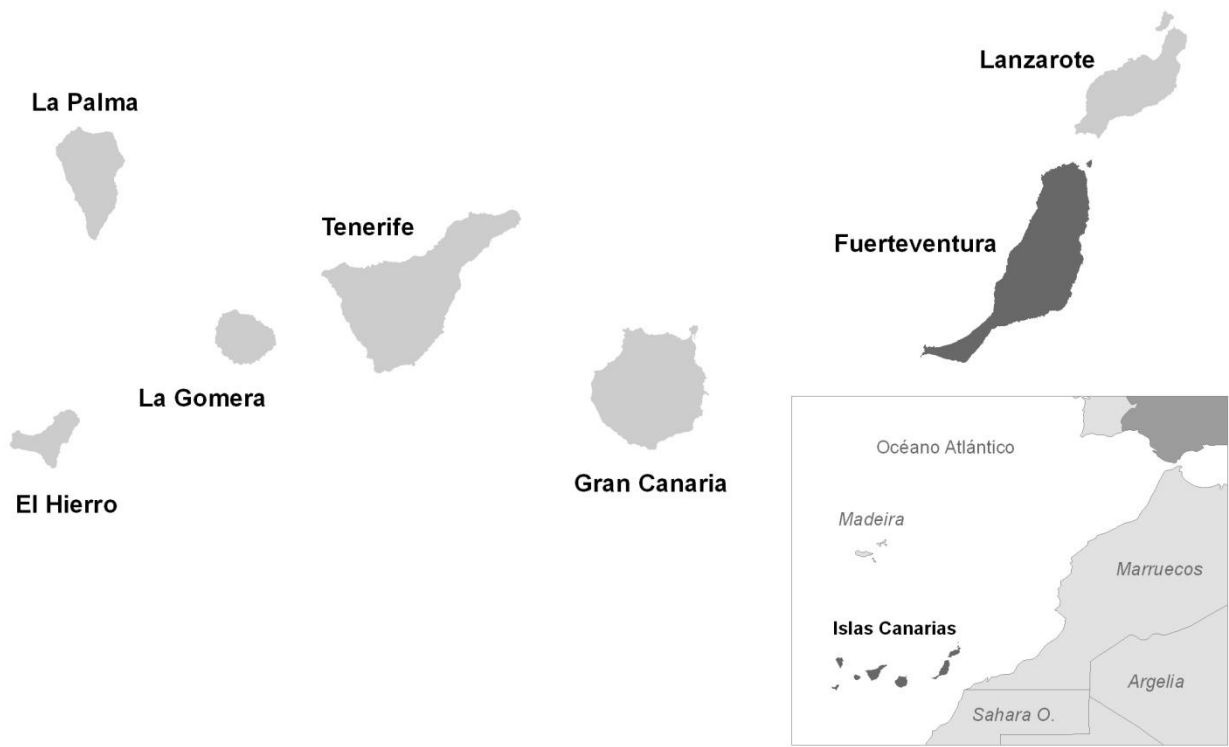 Lanzarote
La Palma
Tenerife
Fuerteventura
La Gomera
Gran Canaria
El Hierro
Océano Atlántico
Madeira
Marruecos
Islas Canarias
Argelia
Sahara O.